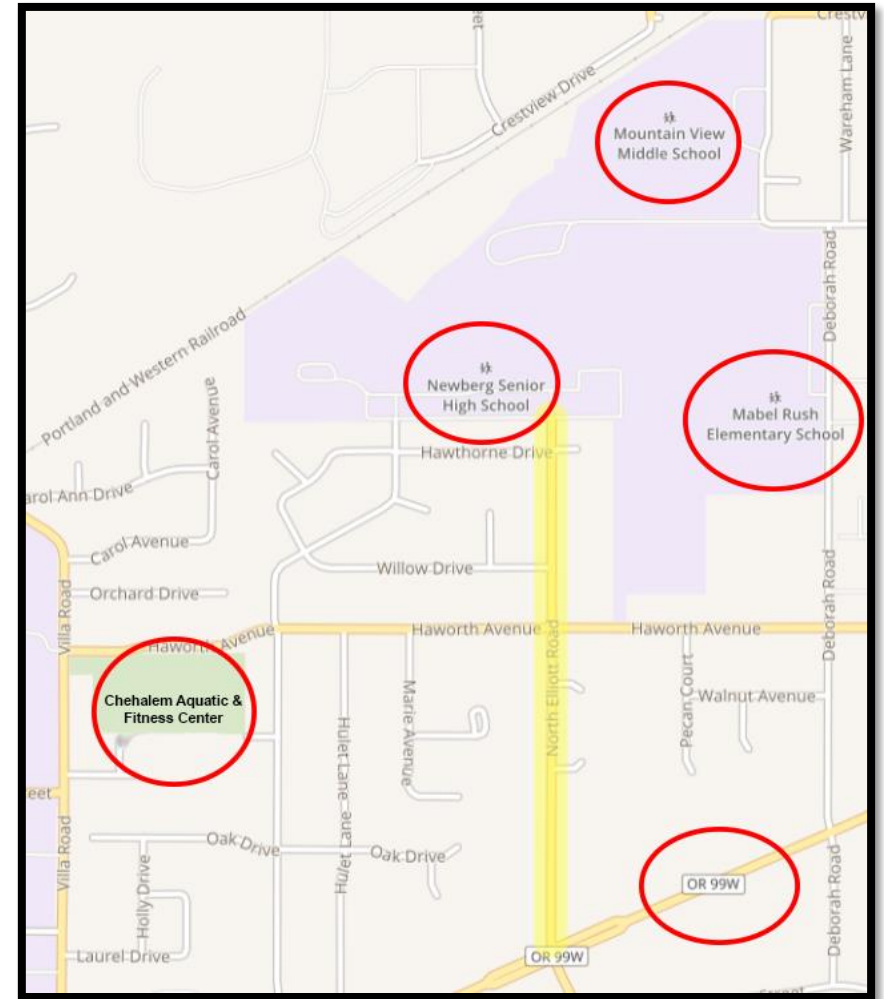 Crestv
Crestview Drive
Wareham Lane
Mountain View
Middle School
Deborah Road
Portland and Western Railroad
Newberg Senior
High School
Mabel Rush
Elementary School
Carol Avenue
Hawthorne Drive
arol Ann Drive
Carol Avenue
Willow Drive
Orchard Drive
Villa Road
Deborah Road
Haworth Avenue
Haworth Avenue
Haworth Avenue
North Elliott Road
Chehalem Aquatic &
Fitness Center
Marie Avenue
Pecan Court
Walnut Avenue
Hulet Lane
Hulet Lane
eet
Villa Road
Oak Drive
Oak Drive
Holly Drive
OR 99W
Deborah Road
Laurel Drive
OR 99W